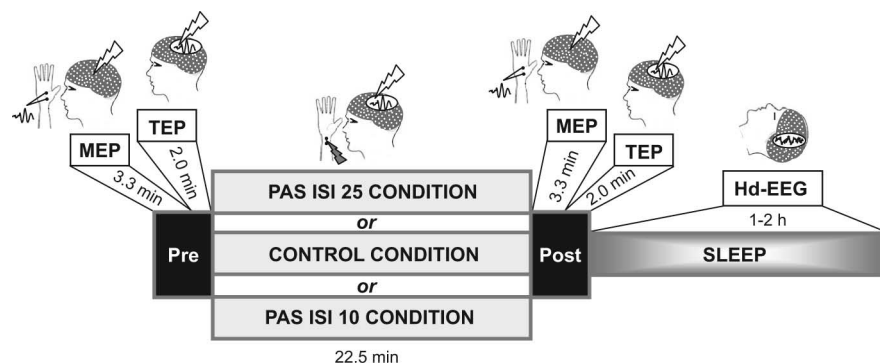 MEP
3.3 min
TEP
2.0 min
Pre
PAS ISI 25 CONDITION
or
CONTROL CONDITION
or
PAS ISI 10 CONDITION
22.5 min
MEP
3.3 min
TEP
2.0 min
Post
Hd-EEG
1-2 h
SLEEP